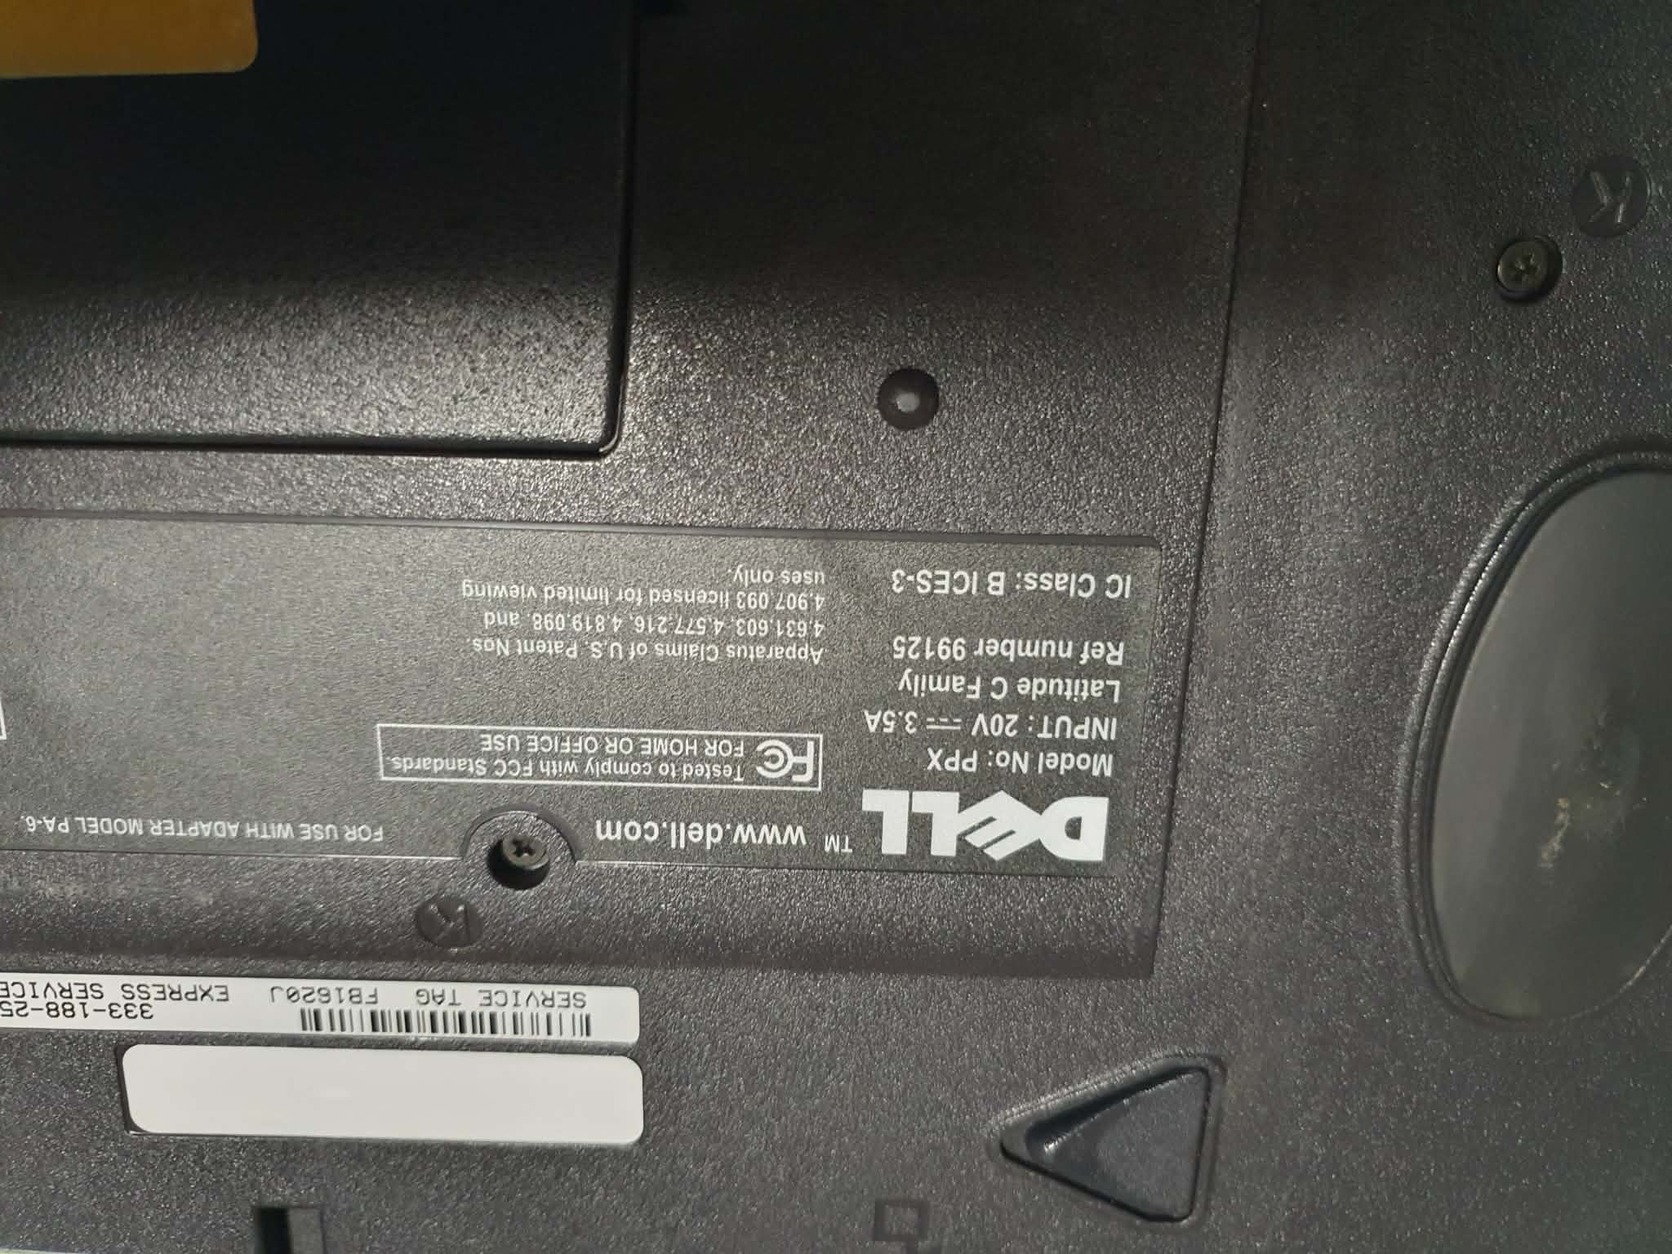 DELL™ www.dell.com
FOR USE WITH ADAPTER MODEL PA-6.
Model No: PPX
INPUT: 20V ⎓ 3.5A
Latitude C Family
Ref number 99125
IC Class: B ICES-3
FC Tested to comply with FCC Standards.
FOR HOME OR OFFICE USE
Apparatus Claims of U.S. Patent Nos.
4,631,603, 4,577,216, 4,819,098, and
4,907,093 licensed for limited viewing
uses only.
K
K
SERVICE TAG FB1620J EXPRESS SERVICE
333-188-25